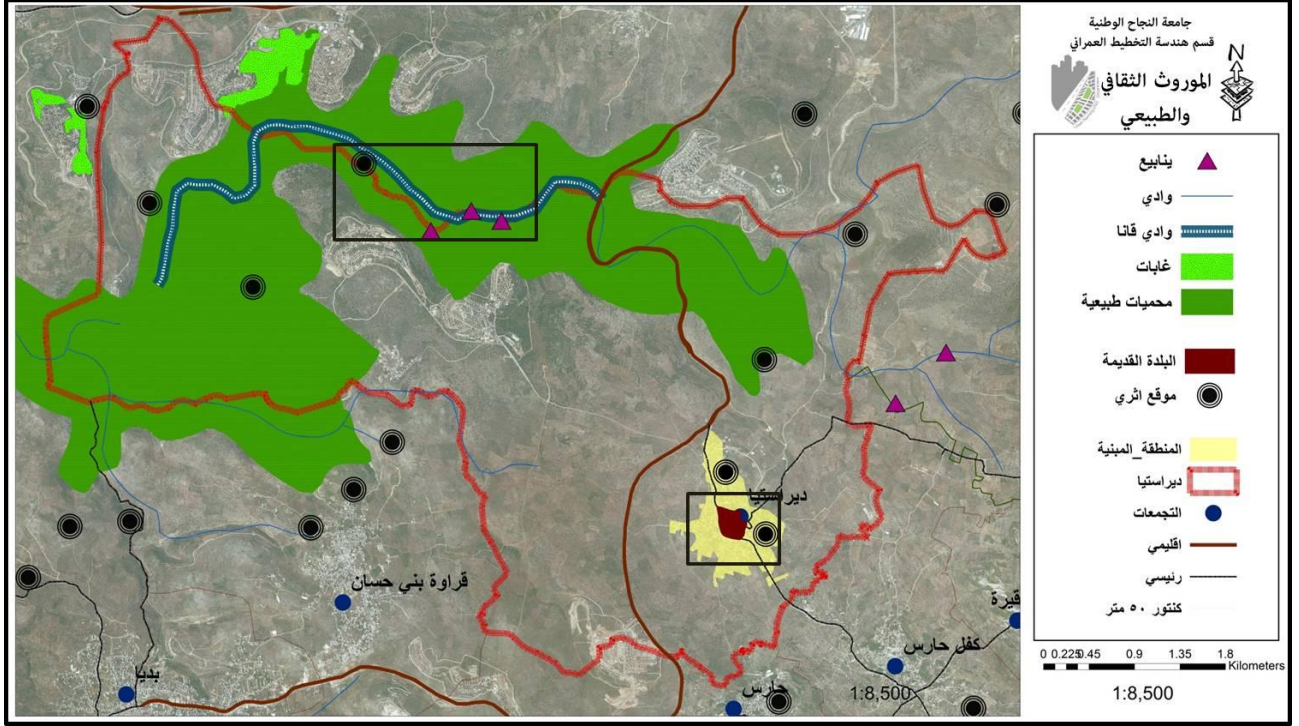 جامعة النجاح الوطنية
قسم هندسة التخطيط العمراني
الموروث الثقافي
والطبيعي
N
ينابيع
وادي
وادي قانا
غابات
محميات طبيعية
البلدة القديمة
موقع اثري
المنطقة_المبنية
ديراستيا
التجمعات
اقليمي
رئيسي
كنتور ٥٠ متر
0 0.225 0.45 0.9 1.35 1.8
Kilometers
1:8,500
ديراستيا
قراوة بني حسان
بديا
كفل حارس
قيرة
حارس
1:8,500